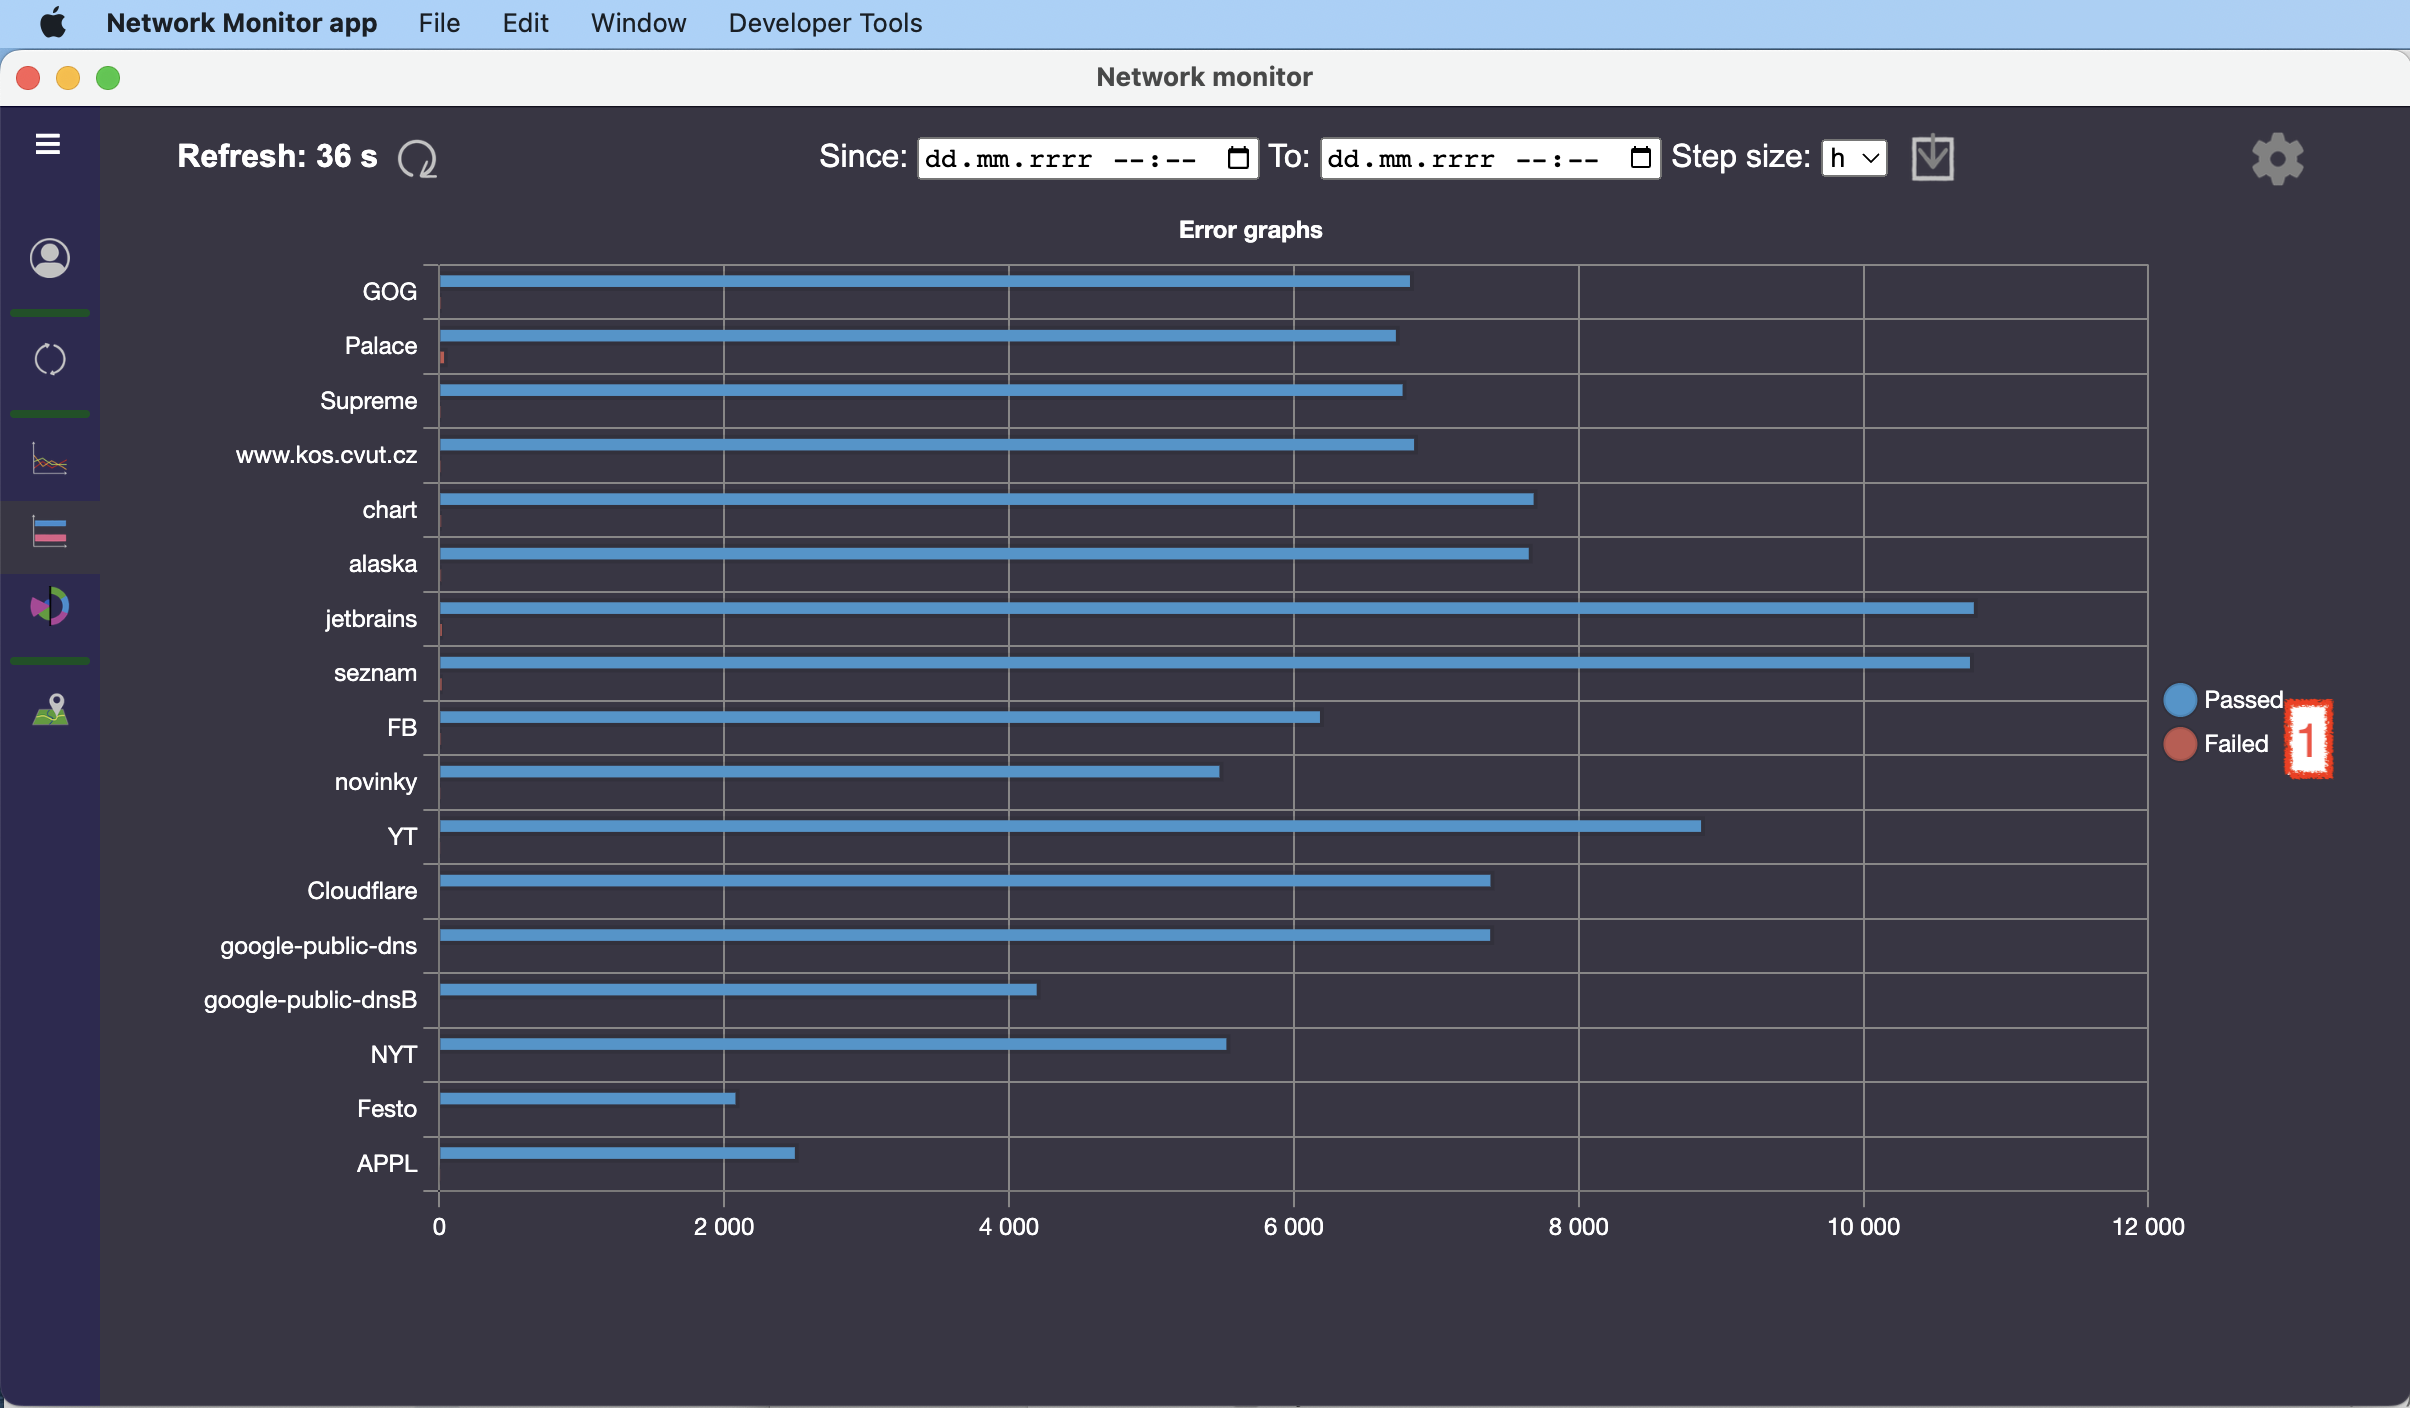 Network Monitor app File Edit Window Developer Tools
Network monitor
Refresh: 36 s Since: dd.mm.rrrr --:-- To: dd.mm.rrrr --:-- Step size: h
Error graphs
GOG
Palace
Supreme
www.kos.cvut.cz
chart
alaska
jetbrains
seznam
FB
novinky
YT
Cloudflare
google-public-dns
google-public-dnsB
NYT
Festo
APPL
0 2 000 4 000 6 000 8 000 10 000 12 000
Passed
Failed
1